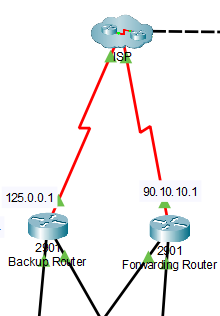 ISP
125.0.0.1
90.10.10.1
2901
Backup Router
2901
Forwarding Router